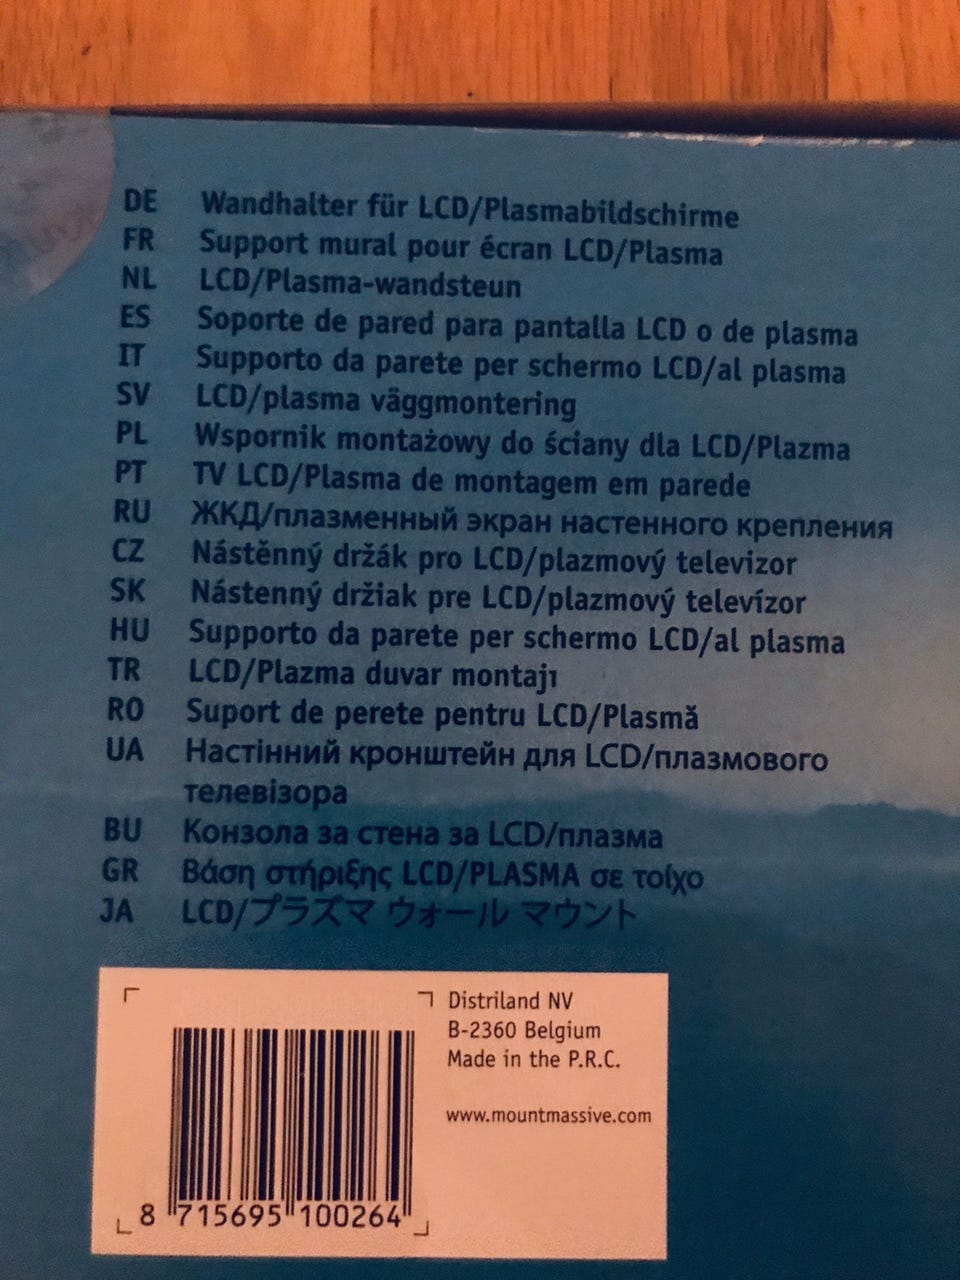 DE Wandhalter für LCD/Plasmabildschirme
FR Support mural pour écran LCD/Plasma
NL LCD/Plasma-wandsteun
ES Soporte de pared para pantalla LCD o de plasma
IT Supporto da parete per schermo LCD/al plasma
SV LCD/plasma väggmontering
PL Wspornik montażowy do ściany dla LCD/Plazma
PT TV LCD/Plasma de montagem em parede
RU ЖКД/плазменный экран настенного крепления
CZ Nástěnný držák pro LCD/plazmový televizor
SK Nástenný držiak pre LCD/plazmový televízor
HU Supporto da parete per schermo LCD/al plasma
TR LCD/Plazma duvar montajı
RO Suport de perete pentru LCD/Plasmă
UA Настінний кронштейн для LCD/плазмового
телевізора
BU Конзола за стена за LCD/плазма
GR Βάση στήριξης LCD/PLASMA σε τοίχο
JA LCD/プラズマ ウォール マウント
Distriland NV
B-2360 Belgium
Made in the P.R.C.
www.mountmassive.com
8 715695 100264